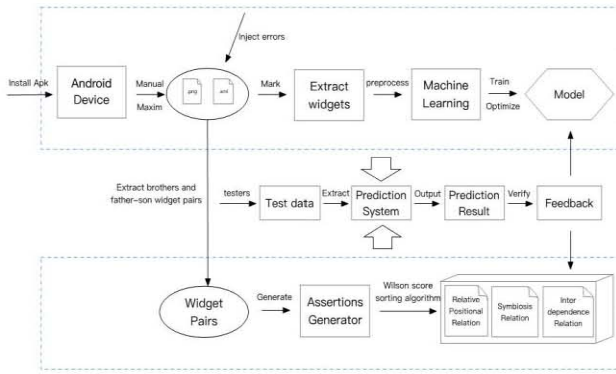 Inject errors
Install Apk
Android
Device
Manual
Maxim
.png
.xml
Mark
Extract
widgets
preprocess
Machine
Learning
Train
Optimize
Model
Extract brothers and
father-son widget pairs
testers
Test data
Extract
Prediction
System
Output
Prediction
Result
Verify
Feedback
Widget
Pairs
Generate
Assertions
Generator
Wilson score
sorting algorithm
Relative
Positional
Relation
Symbiosis
Relation
Inter
dependence
Relation